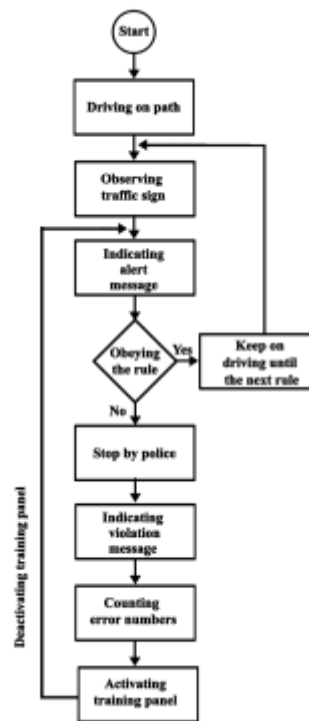 Start
Driving on path
Observing
traffic sign
Indicating
alert
message
Obeying
the rule
Yes
Keep on
driving until
the next rule
No
Stop by police
Indicating
violation
message
Counting
error numbers
Activating
training panel
Deactivating training panel